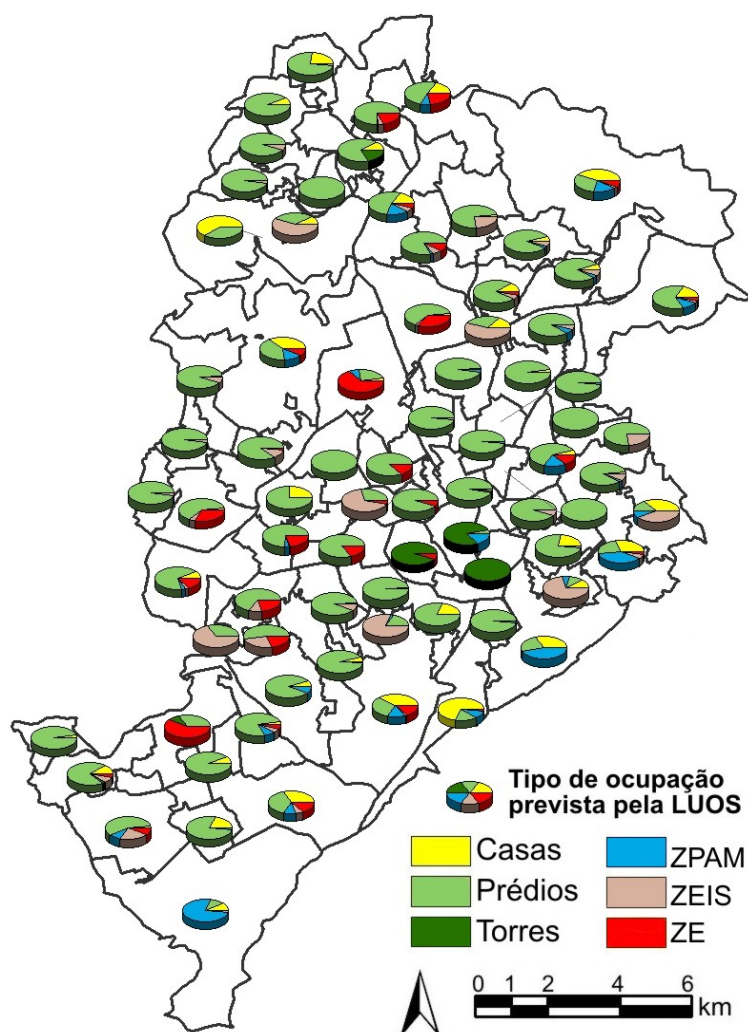 Tipo de ocupação
prevista pela LUOS
Casas
ZPAM
Prédios
ZEIS
Torres
ZE
0 1 2 4 6
km